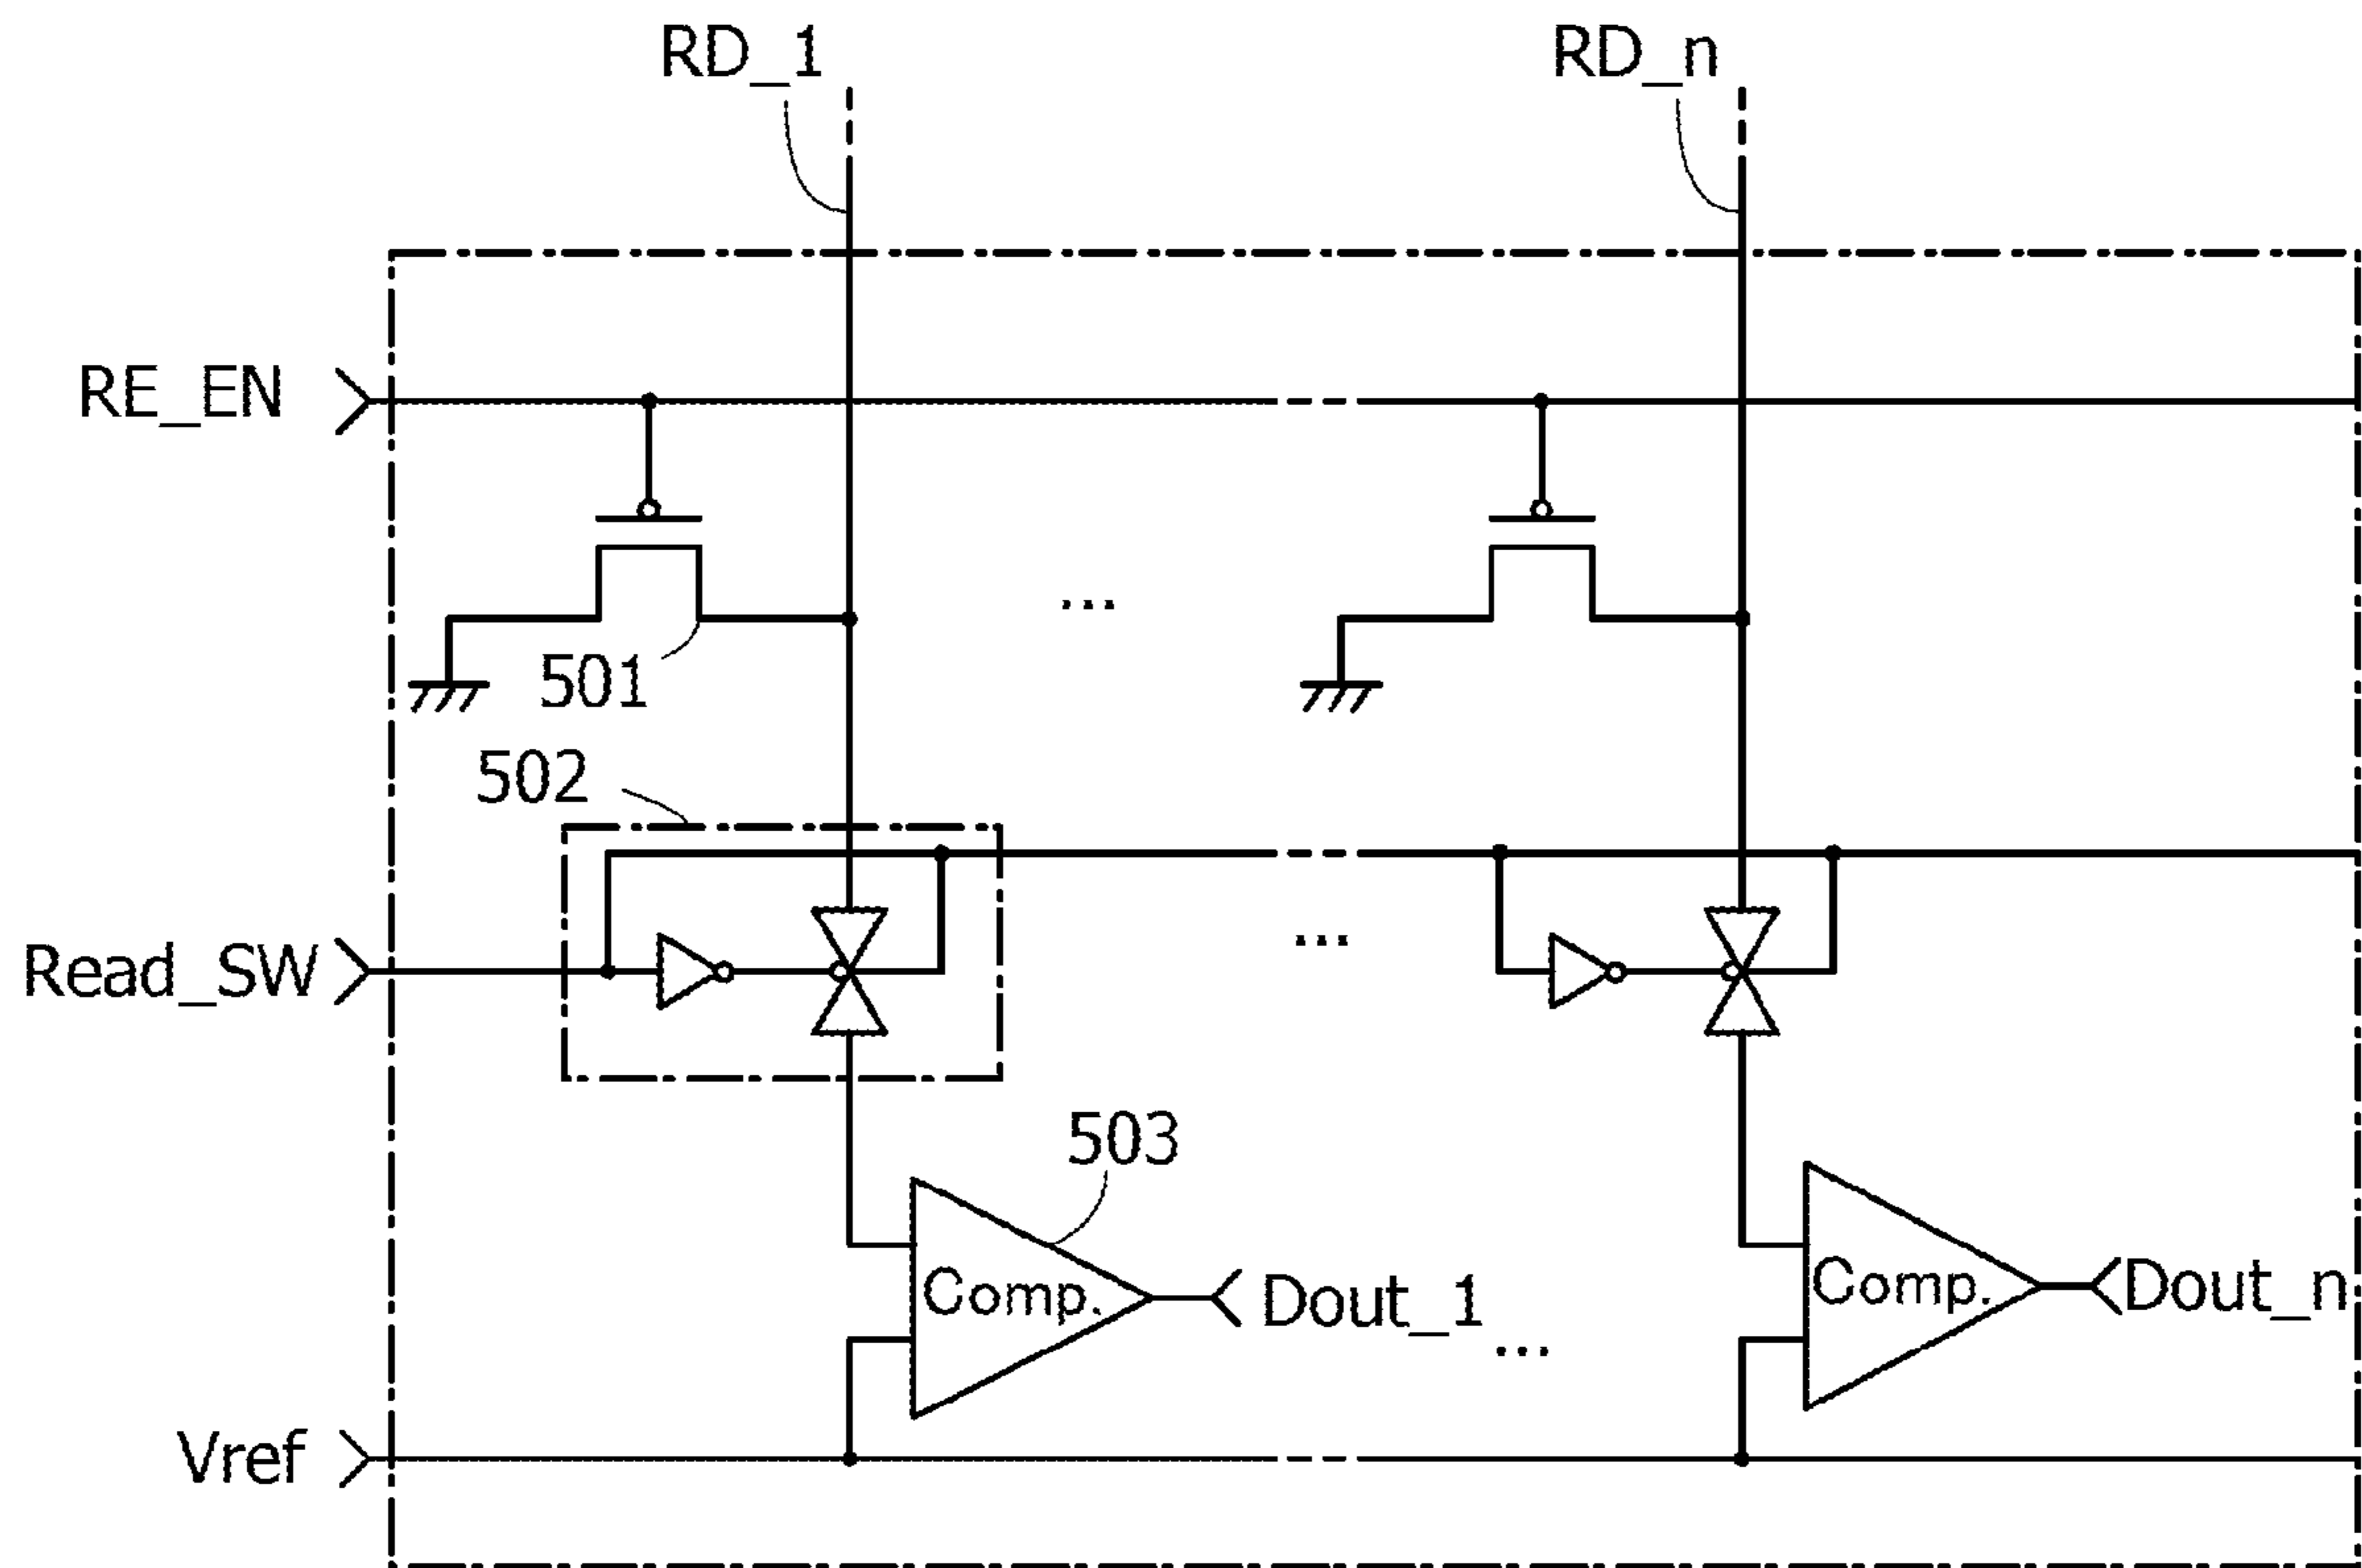 RD_1
RD_n
RE_EN
...
501
502
Read_SW
...
503
Comp.
Dout_1
...
Comp.
Dout_n
Vref